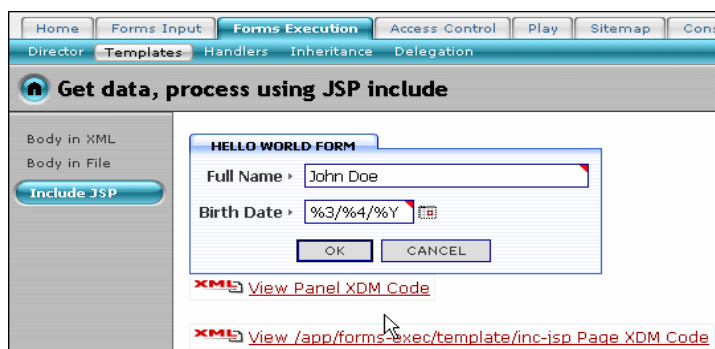 Home Forms Input Forms Execution Access Control Play Sitemap Cons
Director Templates Handlers Inheritance Delegation
Get data, process using JSP include
Body in XML
Body in File
Include JSP
HELLO WORLD FORM
Full Name John Doe
Birth Date %3/%4/%Y
OK CANCEL
XML View Panel XDM Code
XML View /app/forms-exec/template/inc-jsp Page XDM Code